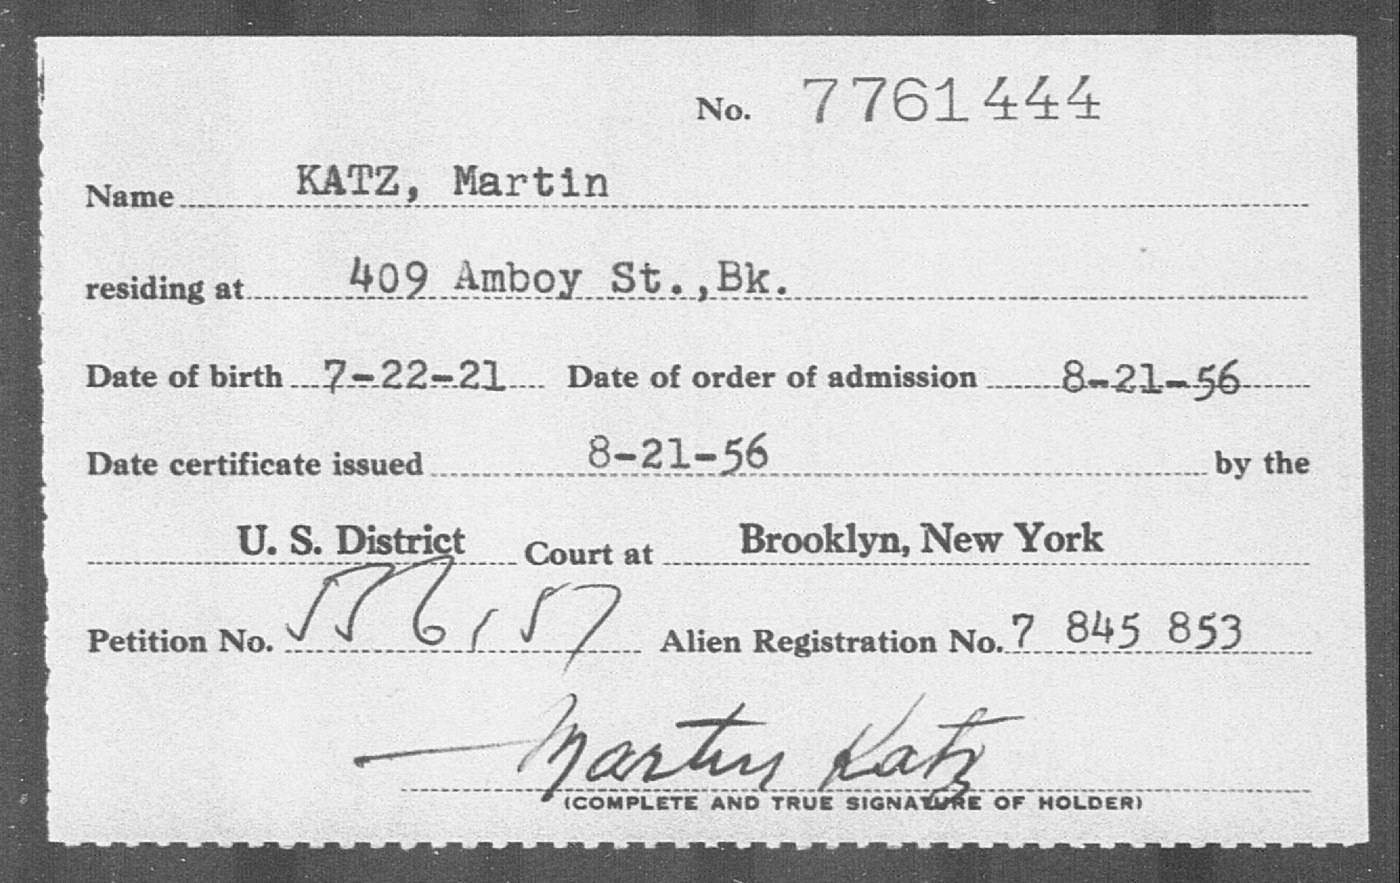 No. 7761444
Name KATZ, Martin
residing at 409 Amboy St.,Bk.
Date of birth 7-22-21 Date of order of admission 8-21-56
Date certificate issued 8-21-56 by the
U. S. District Court at Brooklyn, New York
Petition No. 556157 Alien Registration No. 7 845 853
Martin Katz
(COMPLETE AND TRUE SIGNATURE OF HOLDER)